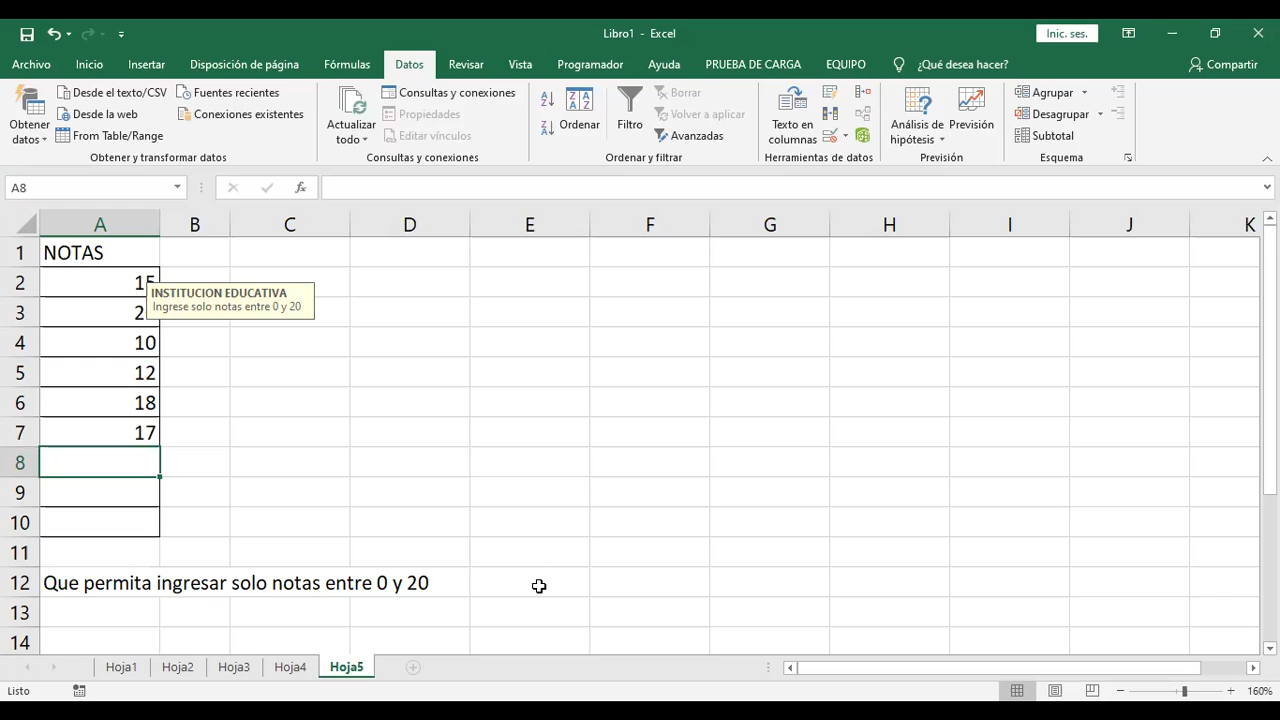 Libro1 - Excel
Inic. ses.
Archivo Inicio Insertar Disposición de página Fórmulas Datos Revisar Vista Programador Ayuda PRUEBA DE CARGA EQUIPO ¿Qué desea hacer? Compartir
Obtener datos
Desde el texto/CSV
Desde la web
From Table/Range
Fuentes recientes
Conexiones existentes
Obtener y transformar datos
Actualizar todo
Consultas y conexiones
Propiedades
Editar vínculos
Consultas y conexiones
Ordenar
Filtro
Borrar
Volver a aplicar
Avanzadas
Ordenar y filtrar
Texto en columnas
Herramientas de datos
Análisis de hipótesis
Previsión
Previsión
Agrupar
Desagrupar
Subtotal
Esquema
A8
fx
A B C D E F G H I J K
1 NOTAS
2 15
INSTITUCION EDUCATIVA
Ingrese solo notas entre 0 y 20
3 2
4 10
5 12
6 18
7 17
8
9
10
11
12 Que permita ingresar solo notas entre 0 y 20
13
14
Hoja1 Hoja2 Hoja3 Hoja4 Hoja5
Listo
160%